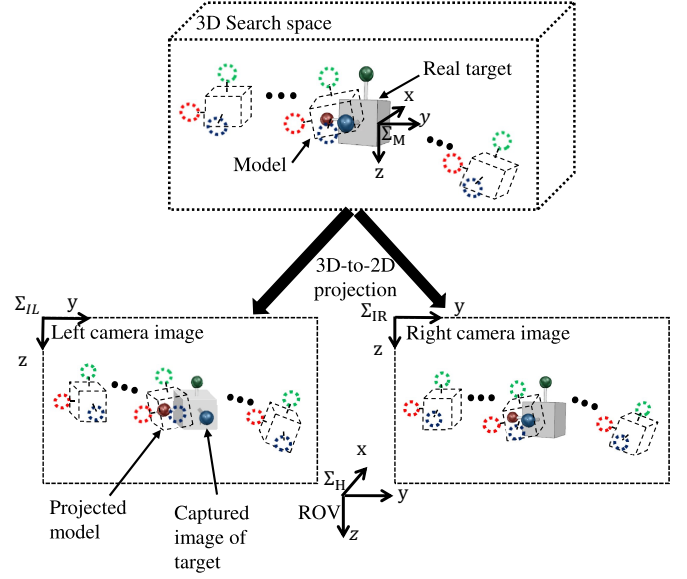 3D Search space
Real target
x
y
Σ_M
z
Model
3D-to-2D
projection
Σ_IL
y
Left camera image
z
Σ_IR
y
Right camera image
z
x
Σ_H
y
ROV
z
Projected
model
Captured
image of
target